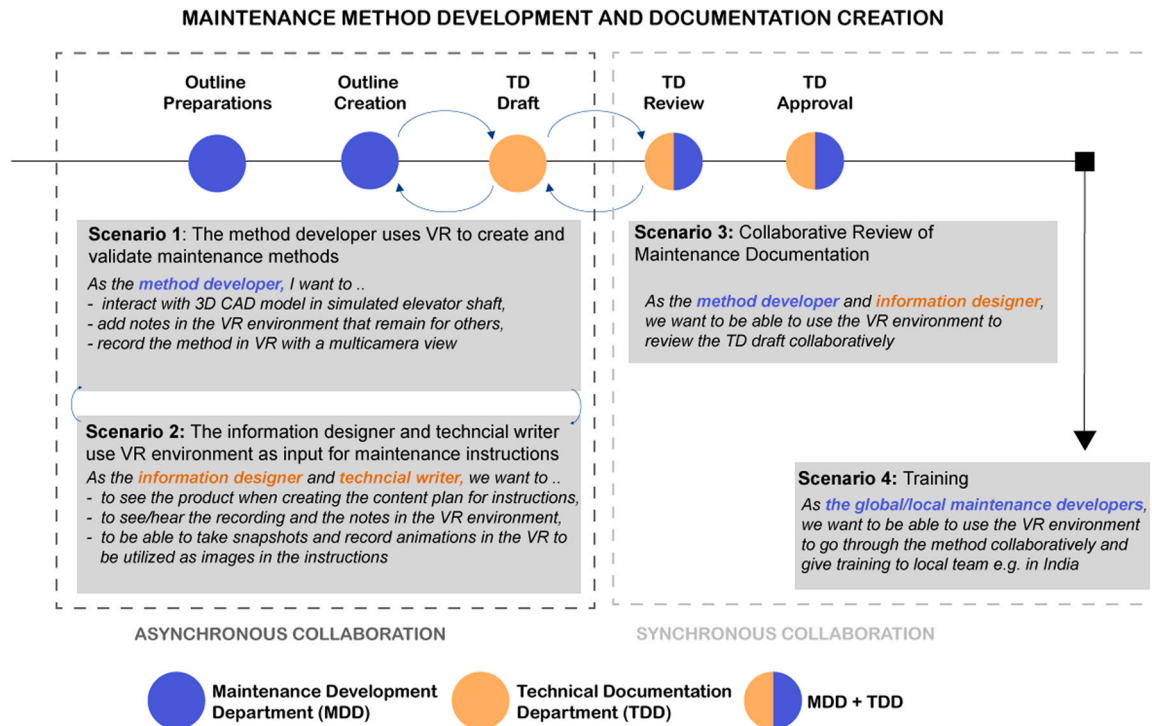 MAINTENANCE METHOD DEVELOPMENT AND DOCUMENTATION CREATION
Outline
Preparations
Outline
Creation
TD
Draft
TD
Review
TD
Approval
Scenario 1: The method developer uses VR to create and
validate maintenance methods
As the method developer, I want to ..
- interact with 3D CAD model in simulated elevator shaft,
- add notes in the VR environment that remain for others,
- record the method in VR with a multicamera view
Scenario 2: The information designer and techncial writer
use VR environment as input for maintenance instructions
As the information designer and techncial writer, we want to ..
- to see the product when creating the content plan for instructions,
- to see/hear the recording and the notes in the VR environment,
- to be able to take snapshots and record animations in the VR to
be utilized as images in the instructions
Scenario 3: Collaborative Review of
Maintenance Documentation
As the method developer and information designer,
we want to be able to use the VR environment to
review the TD draft collaboratively
Scenario 4: Training
As the global/local maintenance developers,
we want to be able to use the VR environment
to go through the method collaboratively and
give training to local team e.g. in India
ASYNCHRONOUS COLLABORATION
SYNCHRONOUS COLLABORATION
Maintenance Development
Department (MDD)
Technical Documentation
Department (TDD)
MDD + TDD